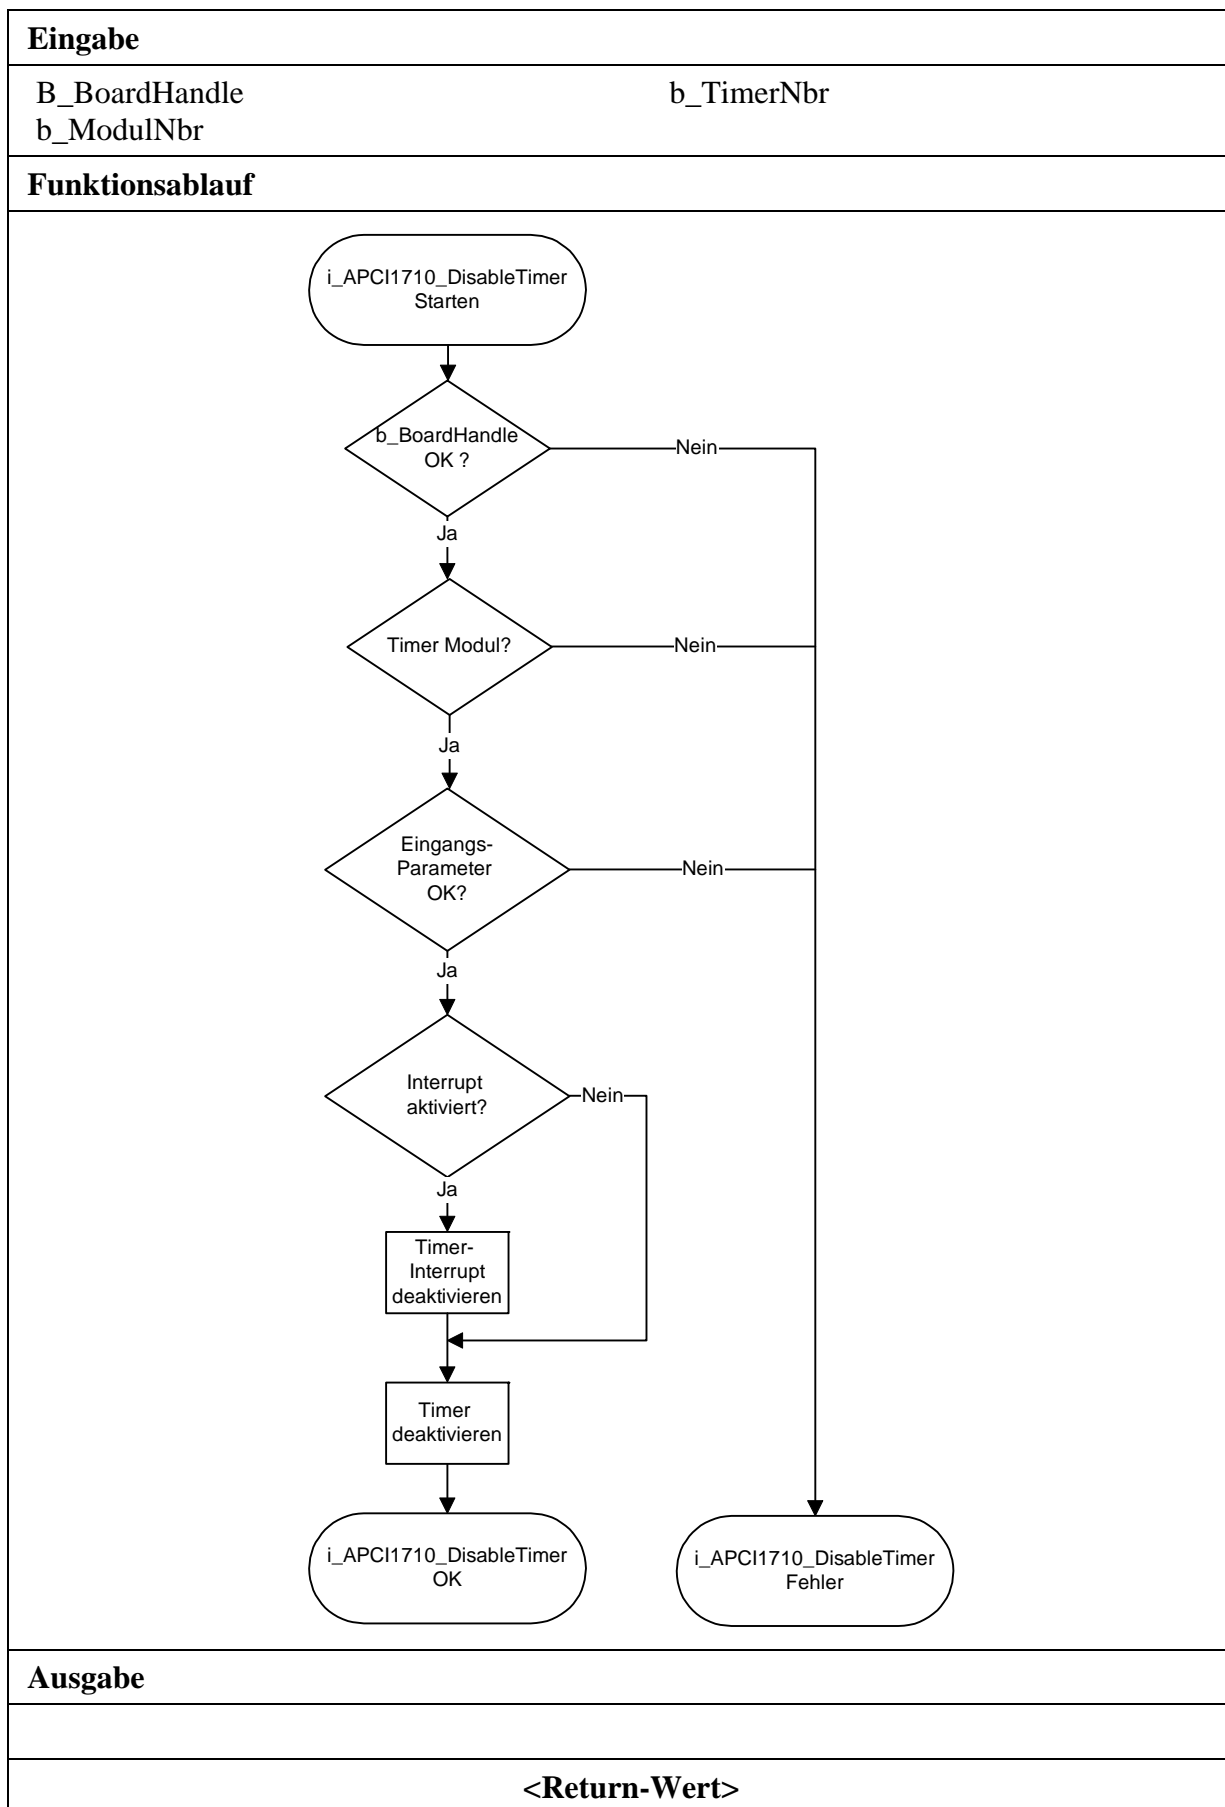 Eingabe
B_BoardHandle b_TimerNbr
b_ModulNbr
Funktionsablauf
i_APCI1710_DisableTimer
Starten
b_BoardHandle
OK ?
Nein
Ja
Timer Modul?
Nein
Ja
Eingangs-
Parameter
OK?
Nein
Ja
Interrupt
aktiviert?
Nein
Ja
Timer-
Interrupt
deaktivieren
Timer
deaktivieren
i_APCI1710_DisableTimer
OK
i_APCI1710_DisableTimer
Fehler
Ausgabe
<Return-Wert>